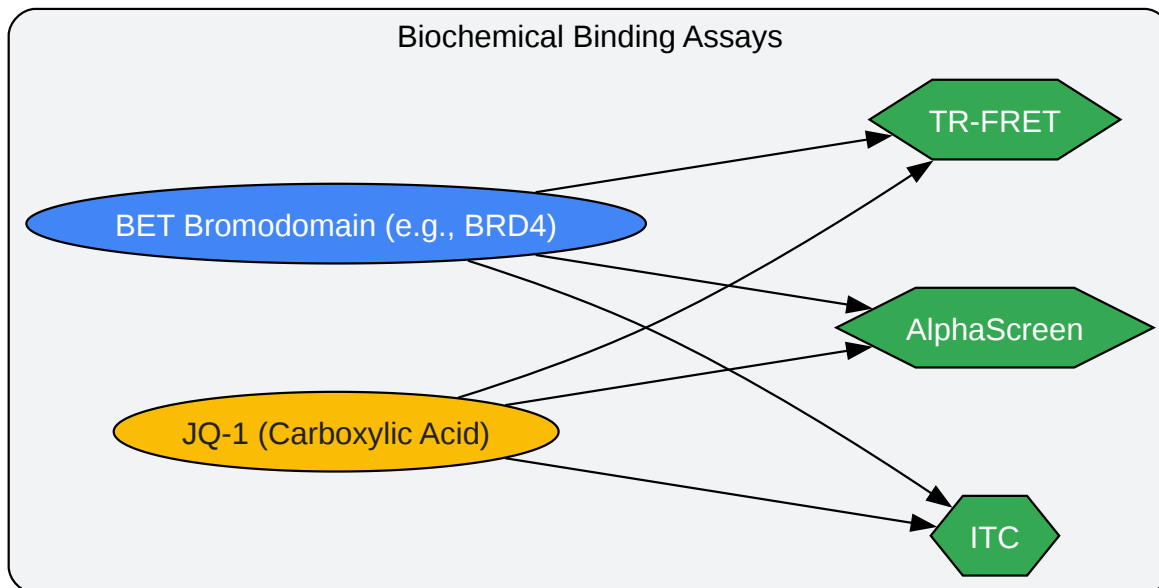 Biochemical Binding Assays
TR-FRET
BET Bromodomain (e.g., BRD4)
AlphaScreen
JQ-1 (Carboxylic Acid)
ITC